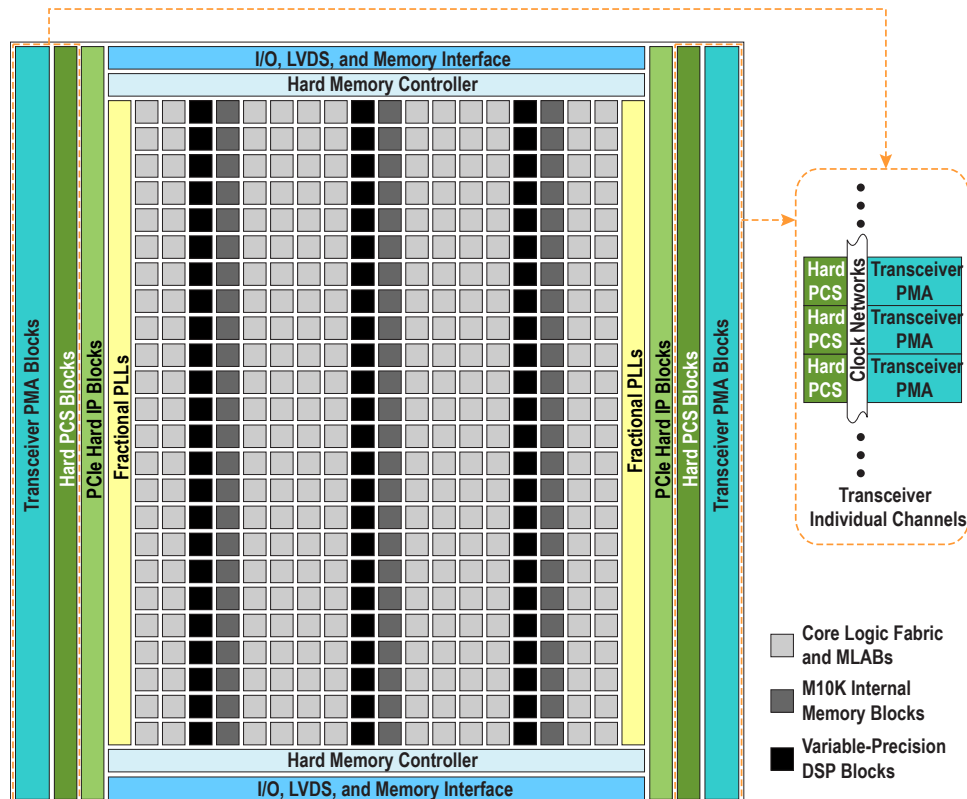 I/O, LVDS, and Memory Interface
Hard Memory Controller
Transceiver PMA Blocks
Hard PCS Blocks
PCIe Hard IP Blocks
Fractional PLLs
Fractional PLLs
PCIe Hard IP Blocks
Hard PCS Blocks
Transceiver PMA Blocks
Hard Memory Controller
I/O, LVDS, and Memory Interface
Hard
PCS
Hard
PCS
Hard
PCS
Clock Networks
Transceiver
PMA
Transceiver
PMA
Transceiver
PMA
Transceiver
Individual Channels
Core Logic Fabric
and MLABs
M10K Internal
Memory Blocks
Variable-Precision
DSP Blocks